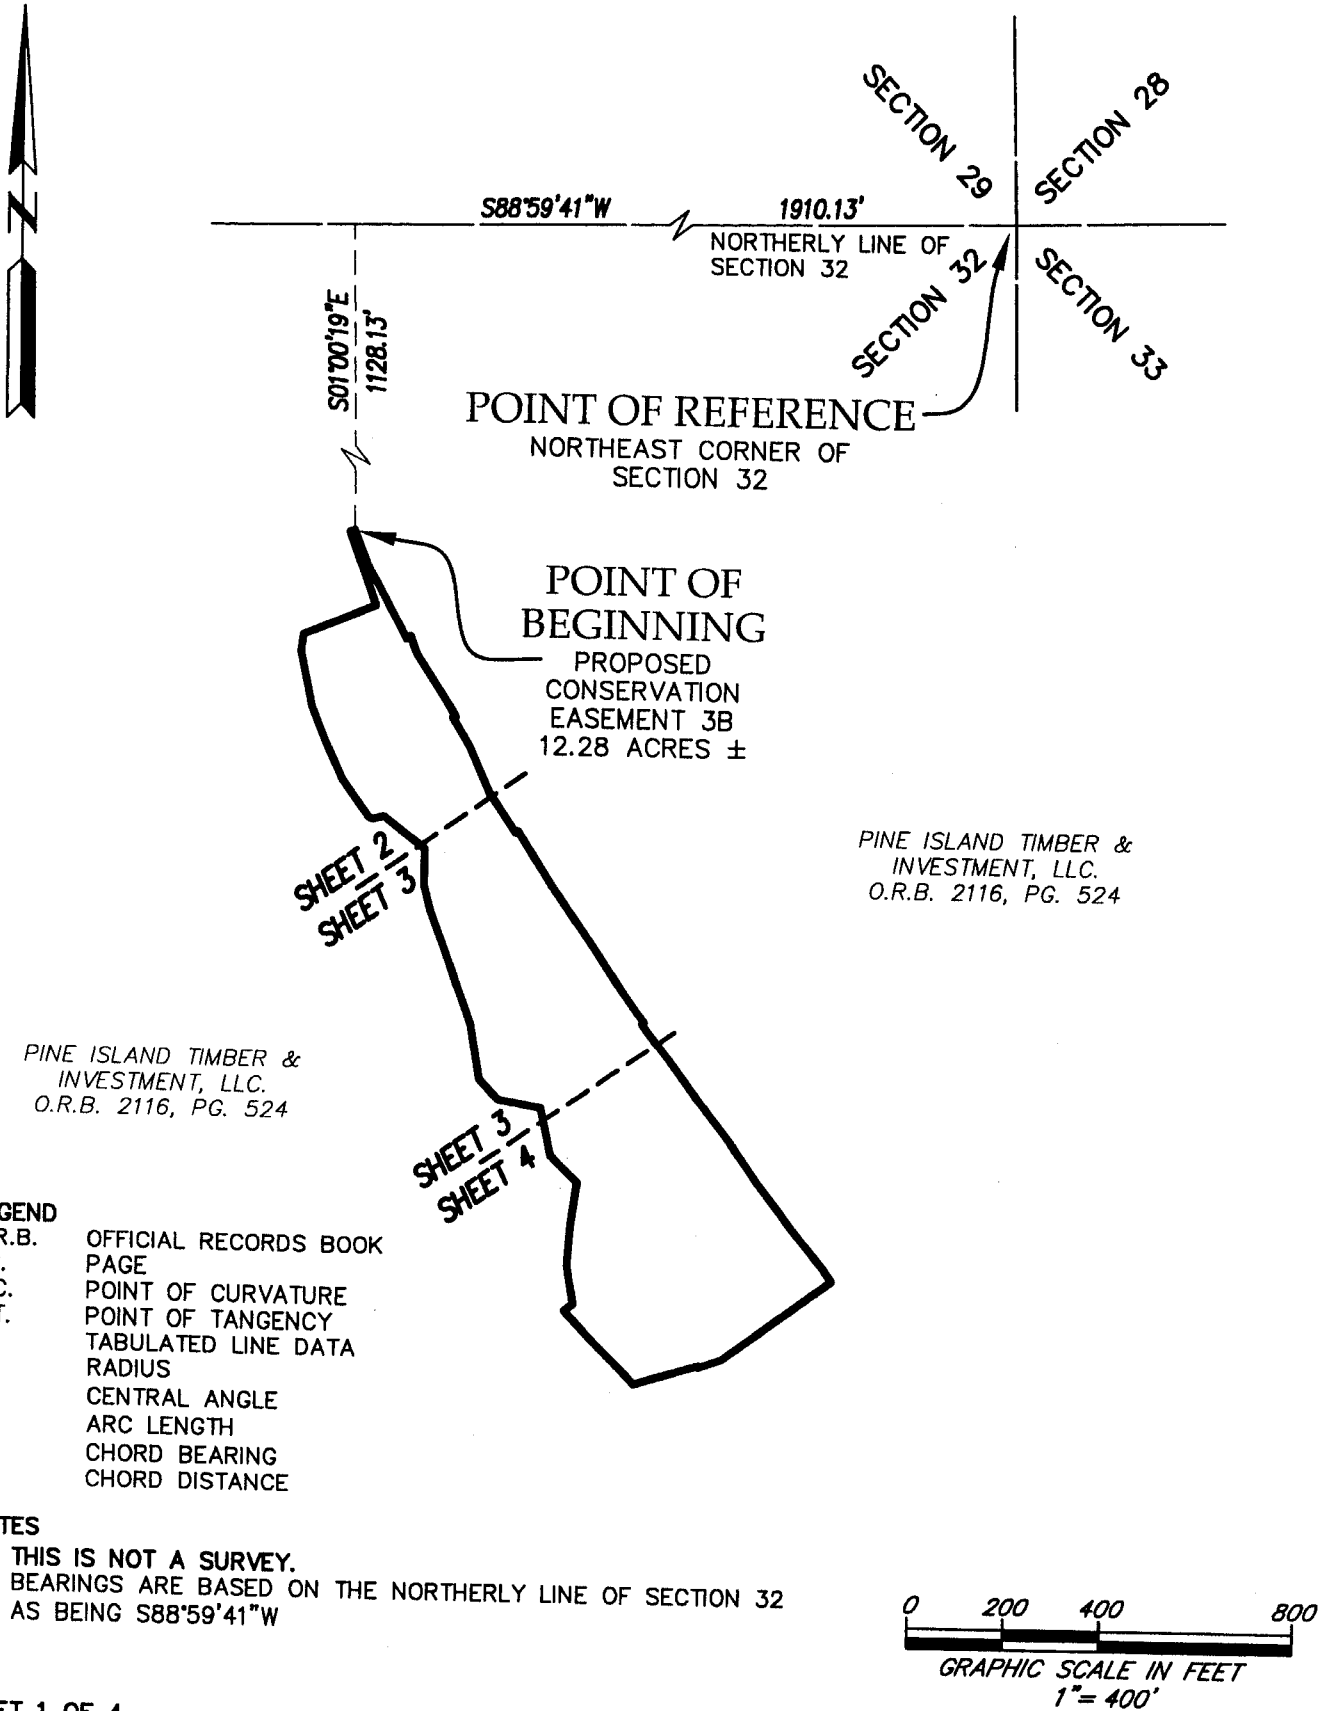 N
SECTION 29
SECTION 28
S88°59'41"W
1910.13'
NORTHERLY LINE OF
SECTION 32
SECTION 32
SECTION 33
S01°00'19"E
1128.13'
POINT OF REFERENCE
NORTHEAST CORNER OF
SECTION 32
POINT OF
BEGINNING
PROPOSED
CONSERVATION
EASEMENT 3B
12.28 ACRES ±
PINE ISLAND TIMBER &
INVESTMENT, LLC.
O.R.B. 2116, PG. 524
SHEET 2
SHEET 3
PINE ISLAND TIMBER &
INVESTMENT, LLC.
O.R.B. 2116, PG. 524
SHEET 3
SHEET 4
GEND
R.B. OFFICIAL RECORDS BOOK
. PAGE
C. POINT OF CURVATURE
T. POINT OF TANGENCY
TABULATED LINE DATA
RADIUS
CENTRAL ANGLE
ARC LENGTH
CHORD BEARING
CHORD DISTANCE
TES
THIS IS NOT A SURVEY.
BEARINGS ARE BASED ON THE NORTHERLY LINE OF SECTION 32
AS BEING S88°59'41"W
0 200 400 800
GRAPHIC SCALE IN FEET
1"= 400'
ET 1 OF 4